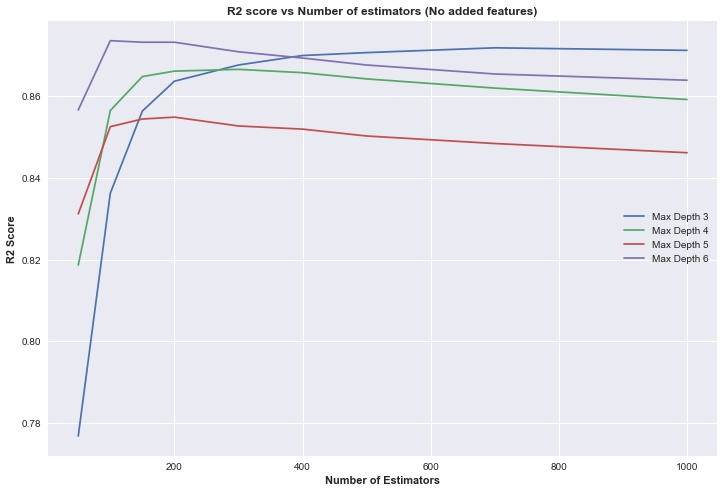 R2 score vs Number of estimators (No added features)
R2 Score
0.86
0.84
0.82
0.80
0.78
Max Depth 3
Max Depth 4
Max Depth 5
Max Depth 6
200
400
600
800
1000
Number of Estimators